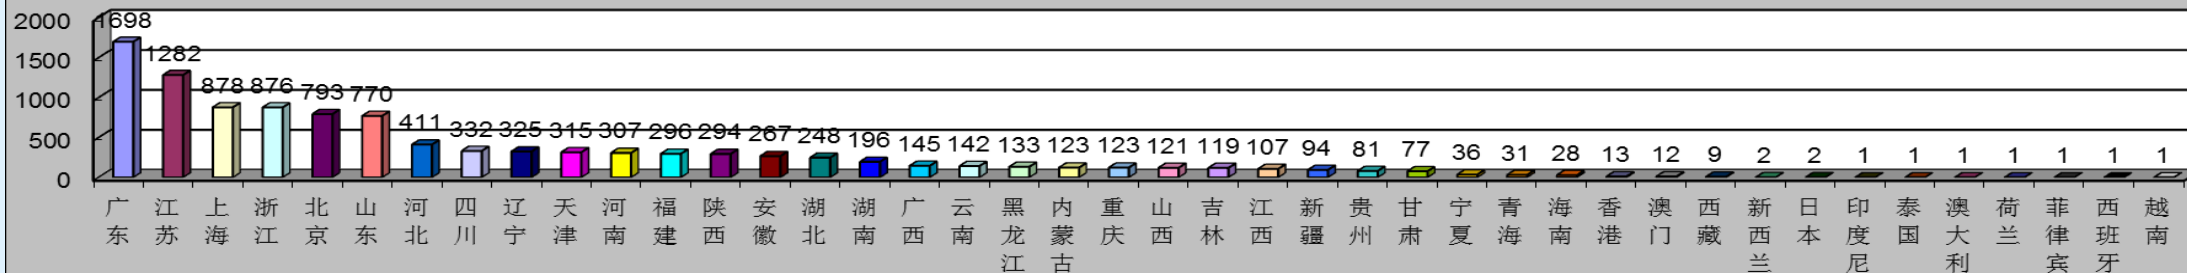 2000
1500
1000
500
0
1698
1282
878
876
793
770
411
332
325
315
307
296
294
267
248
196
145
142
133
123
123
121
119
107
94
81
77
36
31
28
13
12
9
2
2
1
1
1
1
1
1
1
广东
江苏
上海
浙江
北京
山东
河北
四川
辽宁
天津
河南
福建
陕西
安徽
湖北
湖南
广西
云南
黑龙江
内蒙古
重庆
山西
吉林
江西
新疆
贵州
甘肃
宁夏
青海
海南
香港
澳门
西藏
新西兰
日本
印度尼
泰国
澳大利
荷兰
菲律宾
西班牙
越南